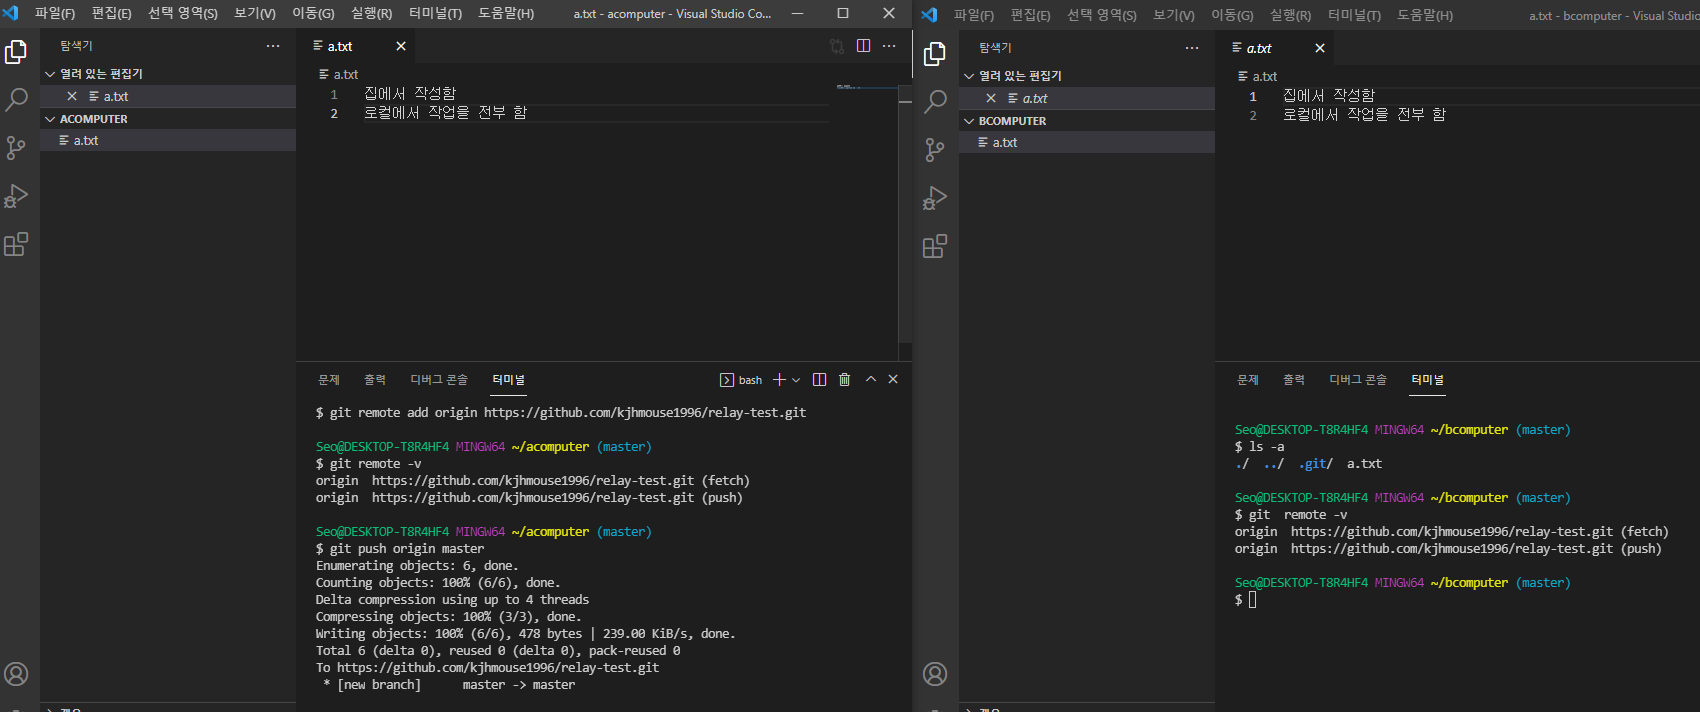 파일(F) 편집(E) 선택 영역(S) 보기(V) 이동(G) 실행(R) 터미널(T) 도움말(H) a.txt - acomputer - Visual Studio Co...
탐색기
열려 있는 편집기
a.txt
ACOMPUTER
a.txt
a.txt
a.txt
1 집에서 작성함
2 로컬에서 작업을 전부 함
문제 출력 디버그 콘솔 터미널 bash
$ git remote add origin https://github.com/kjhmouse1996/relay-test.git
Seo@DESKTOP-T8R4HF4 MINGW64 ~/acomputer (master)
$ git remote -v
origin  https://github.com/kjhmouse1996/relay-test.git (fetch)
origin  https://github.com/kjhmouse1996/relay-test.git (push)
Seo@DESKTOP-T8R4HF4 MINGW64 ~/acomputer (master)
$ git push origin master
Enumerating objects: 6, done.
Counting objects: 100% (6/6), done.
Delta compression using up to 4 threads
Compressing objects: 100% (3/3), done.
Writing objects: 100% (6/6), 478 bytes | 239.00 KiB/s, done.
Total 6 (delta 0), reused 0 (delta 0), pack-reused 0
To https://github.com/kjhmouse1996/relay-test.git
* [new branch]      master -> master
파일(F) 편집(E) 선택 영역(S) 보기(V) 이동(G) 실행(R) 터미널(T) 도움말(H) a.txt - bcomputer - Visual Studio
탐색기
열려 있는 편집기
a.txt
BCOMPUTER
a.txt
a.txt
a.txt
1 집에서 작성함
2 로컬에서 작업을 전부 함
문제 출력 디버그 콘솔 터미널
Seo@DESKTOP-T8R4HF4 MINGW64 ~/bcomputer (master)
$ ls -a
./  ../  .git/  a.txt
Seo@DESKTOP-T8R4HF4 MINGW64 ~/bcomputer (master)
$ git  remote -v
origin  https://github.com/kjhmouse1996/relay-test.git (fetch)
origin  https://github.com/kjhmouse1996/relay-test.git (push)
Seo@DESKTOP-T8R4HF4 MINGW64 ~/bcomputer (master)
$